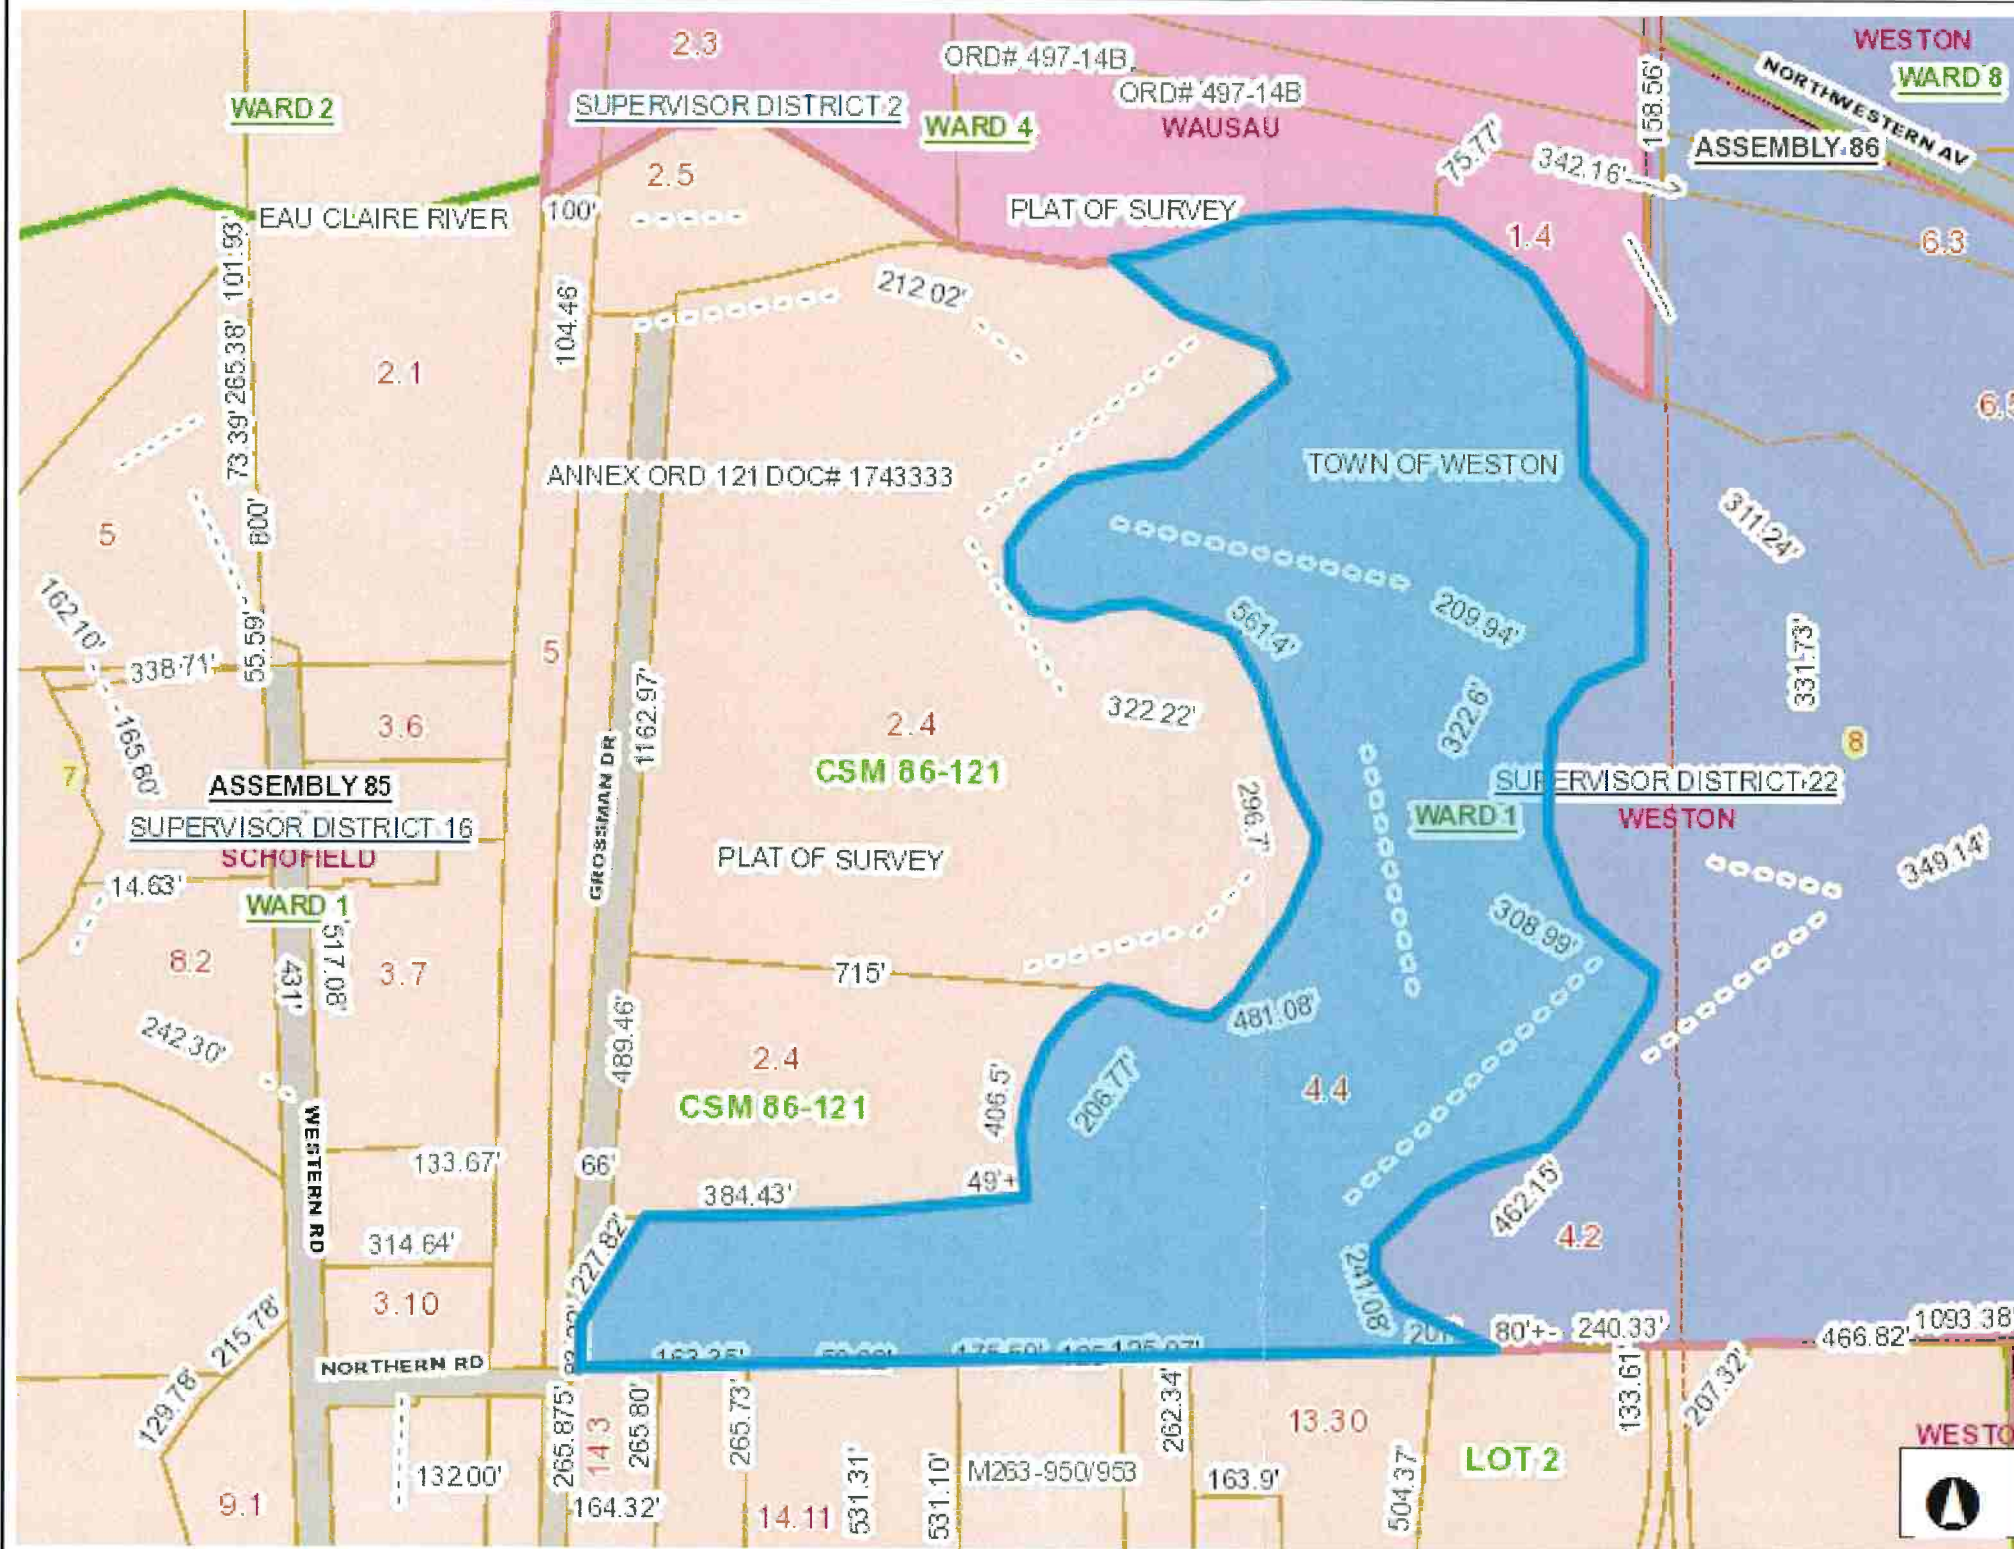 2.3
ORD# 497-14B
WESTON
WARD 8
NORTHWESTERN AV
WARD 2
SUPERVISOR DISTRICT 2
WARD 4
ORD# 497-14B
WAUSAU
158.56'
ASSEMBLY 86
75.77'
342.16'
2.5
EAU CLAIRE RIVER
100'
PLAT OF SURVEY
1.4
6.3
101.93'
265.38'
73.39'
800'
55.59'
104.46'
212.02'
2.1
ANNEX ORD 121 DOC# 1743333
TOWN OF WESTON
5
311.24'
162.10'
338.71'
165.80'
5
561.4'
209.94'
322.6'
331.73'
3.6
1162.97'
GROSSMAN DR
2.4
CSM 86-121
322.22'
296.7'
7
8
ASSEMBLY 85
SUPERVISOR DISTRICT 16
SCHOFIELD
WARD 1
SUPERVISOR DISTRICT 22
WARD 1
WESTON
PLAT OF SURVEY
349.14'
14.63'
517.08'
431'
8.2
3.7
308.99'
715'
242.30'
489.46'
481.08'
2.4
CSM 86-121
406.5'
206.77'
4.4
WESTERN RD
133.67'
66'
384.43'
49'+
462.15'
4.2
314.64'
227.82'
241.08'
3.10
215.78'
129.78'
NORTHERN RD
80'+-
240.33'
466.82'
1093.38'
133.61'
207.32'
265.875'
14.3
265.80'
265.73'
262.34'
13.30
LOT 2
504.37'
9.1
132.00'
164.32'
14.11
531.31'
531.10'
M263-950/953
163.9'